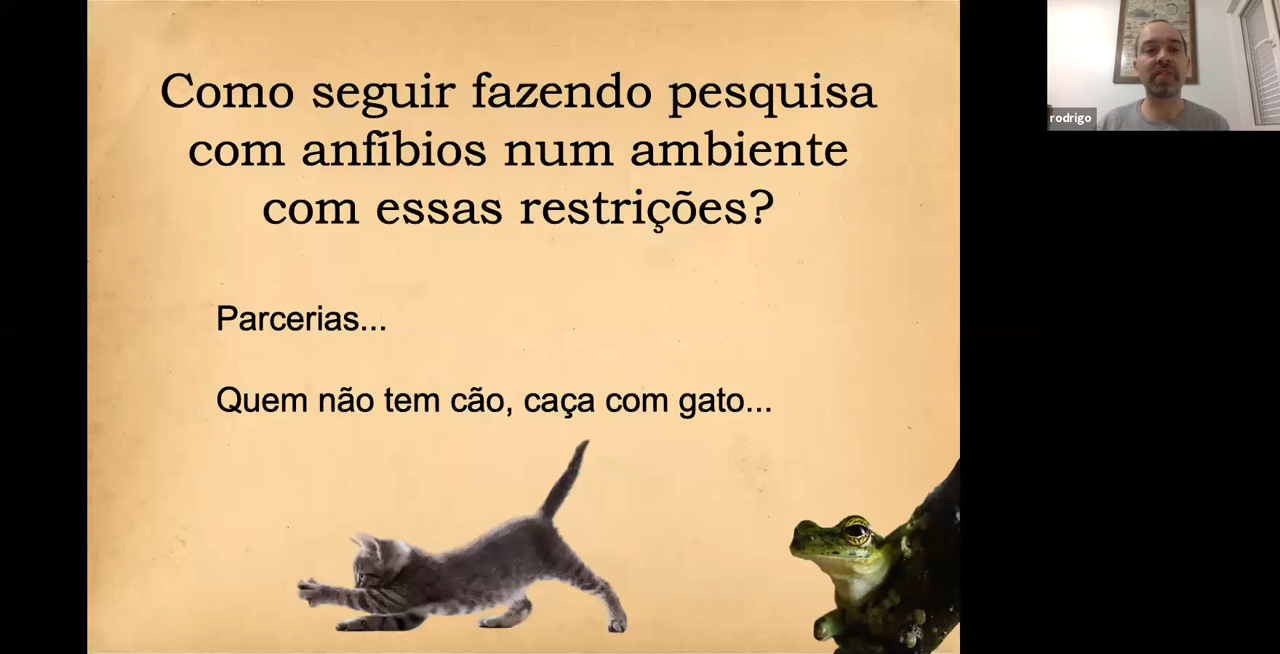 Como seguir fazendo pesquisa
com anfíbios num ambiente
com essas restrições?
Parcerias...
Quem não tem cão, caça com gato...
rodrigo